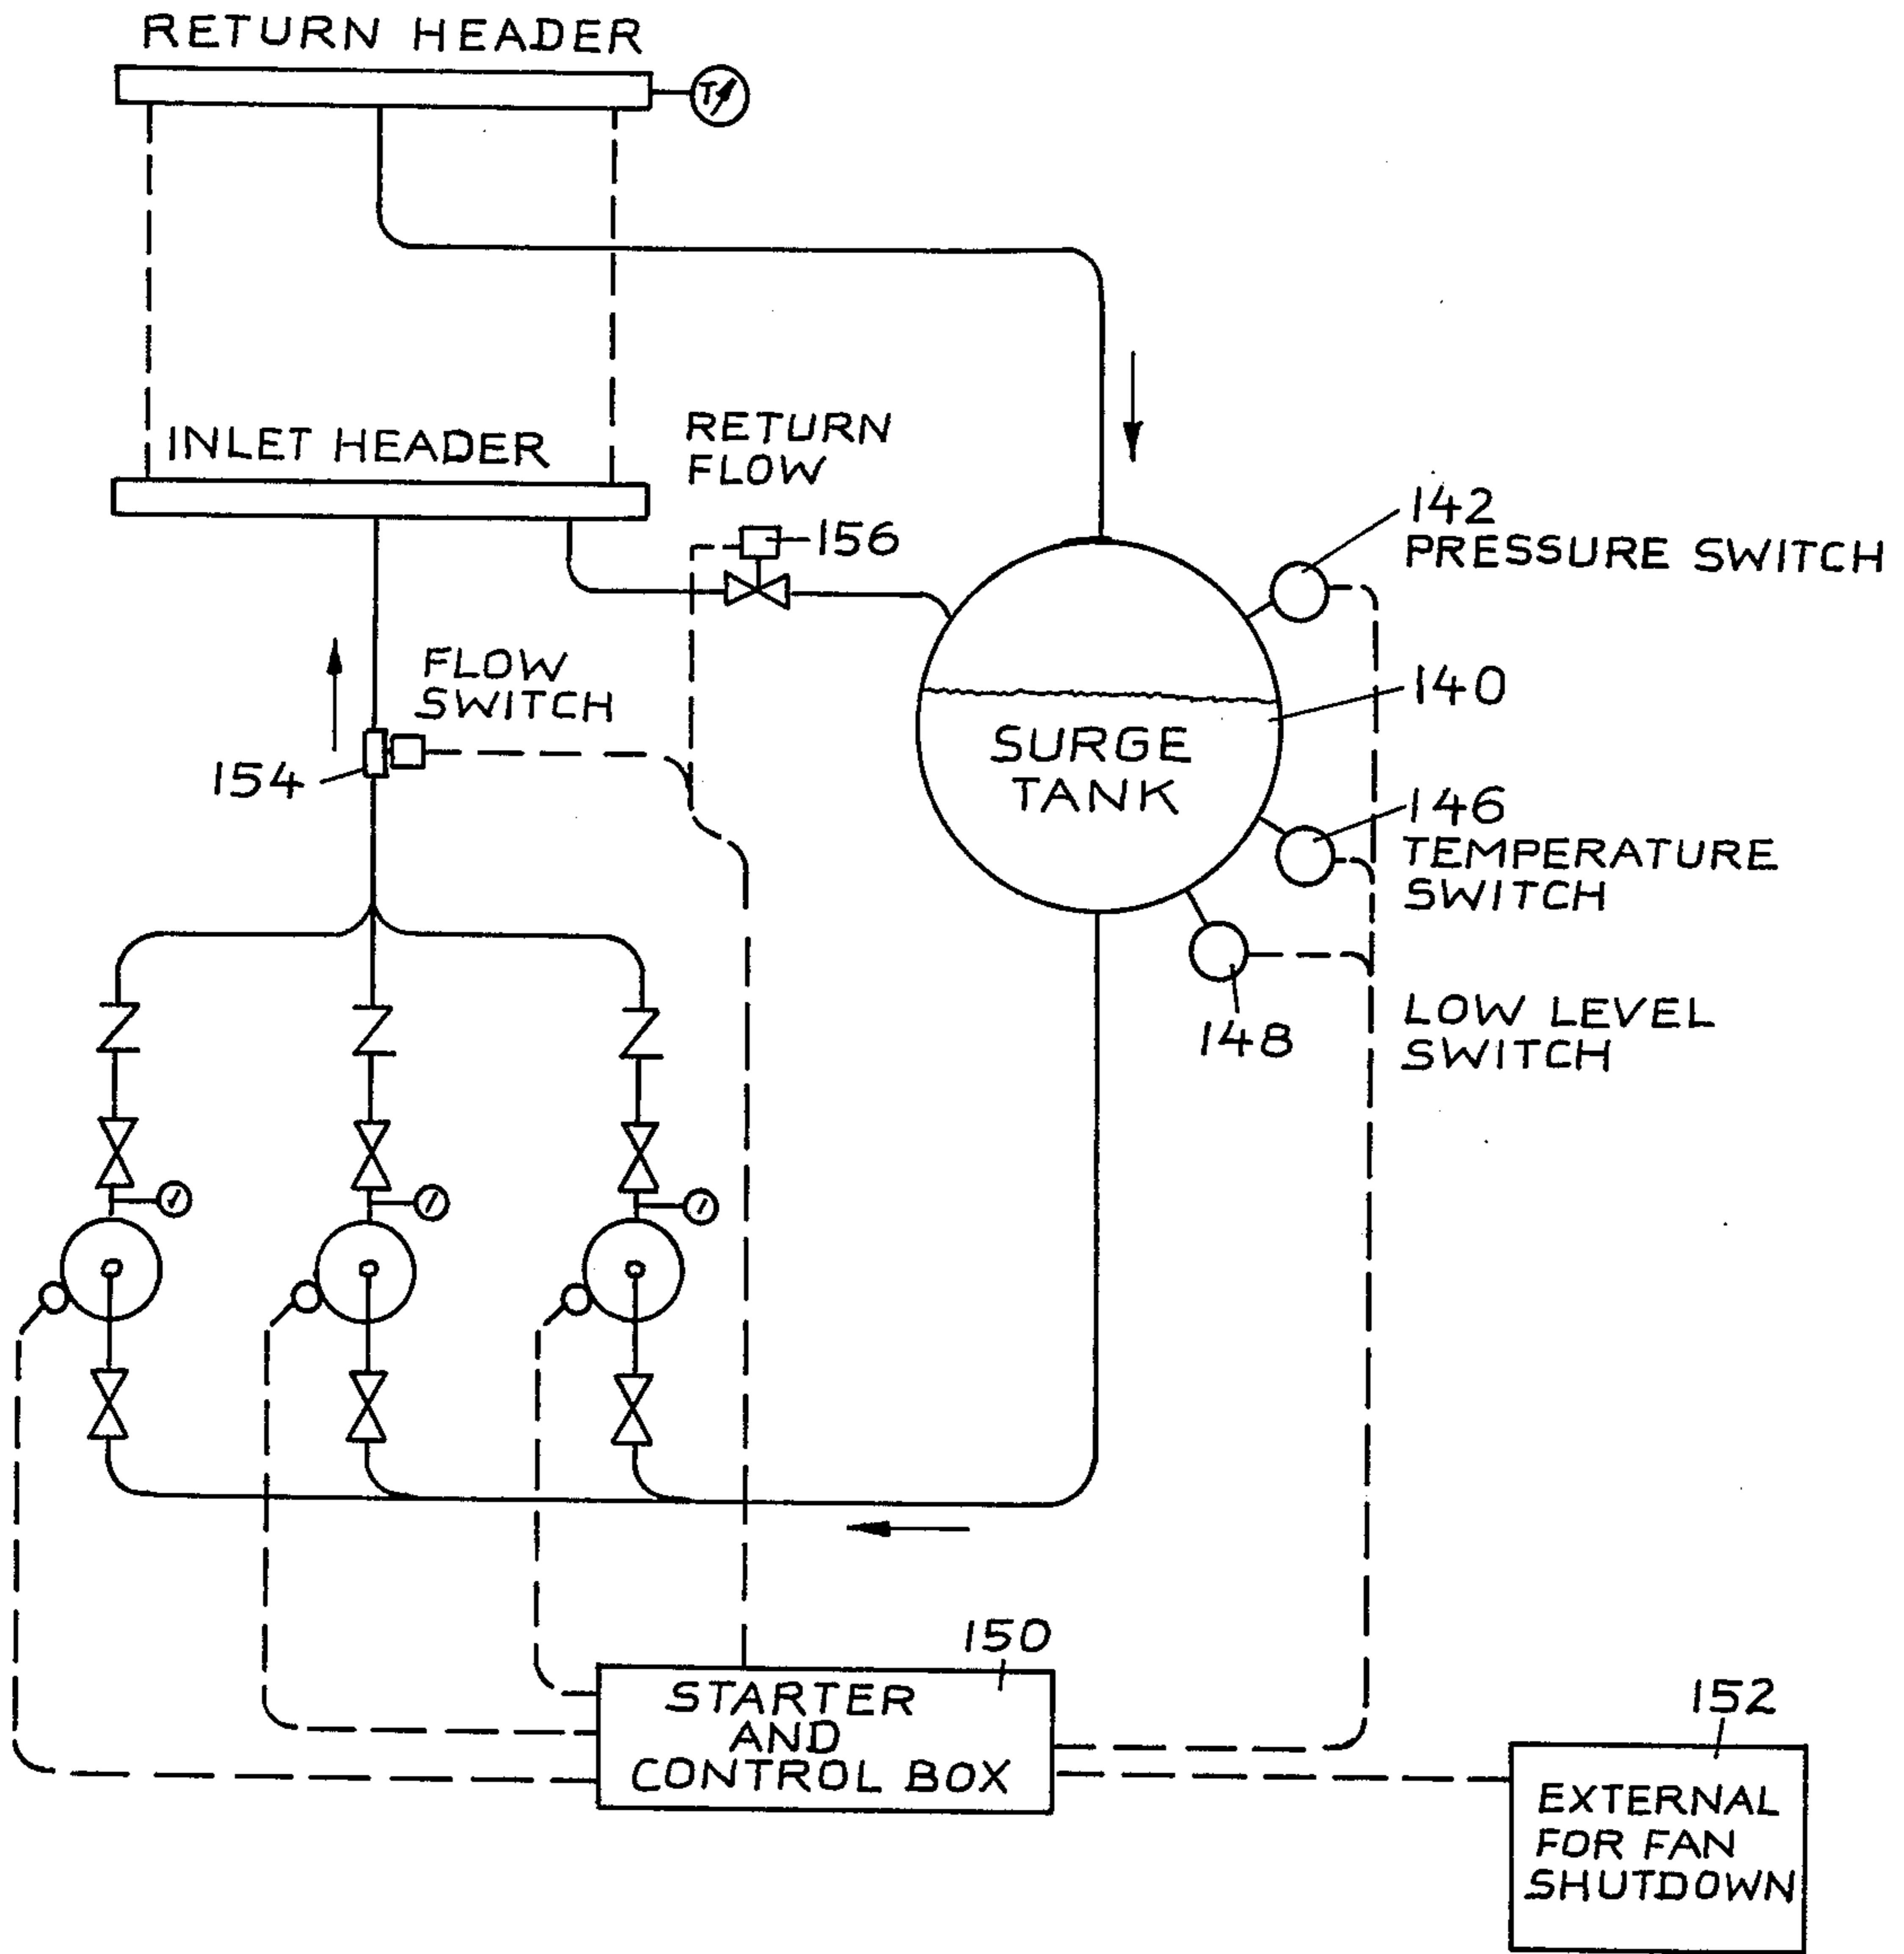 RETURN HEADER
T
INLET HEADER
RETURN
FLOW
156
142
PRESSURE SWITCH
FLOW
SWITCH
154
140
SURGE
TANK
146
TEMPERATURE
SWITCH
148
LOW LEVEL
SWITCH
150
STARTER
AND
CONTROL BOX
152
EXTERNAL
FOR FAN
SHUTDOWN